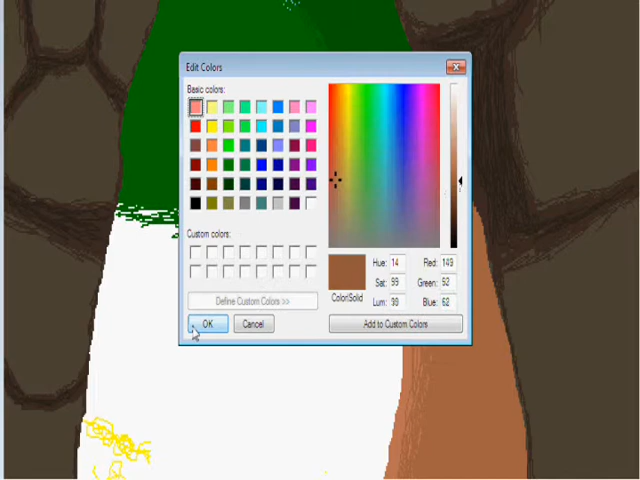 Edit Colors
Basic colors:
Custom colors:
Define Custom Colors >>
OK
Cancel
Color|Solid
Hue: 14
Sat: 99
Lum: 99
Red: 149
Green: 92
Blue: 62
Add to Custom Colors